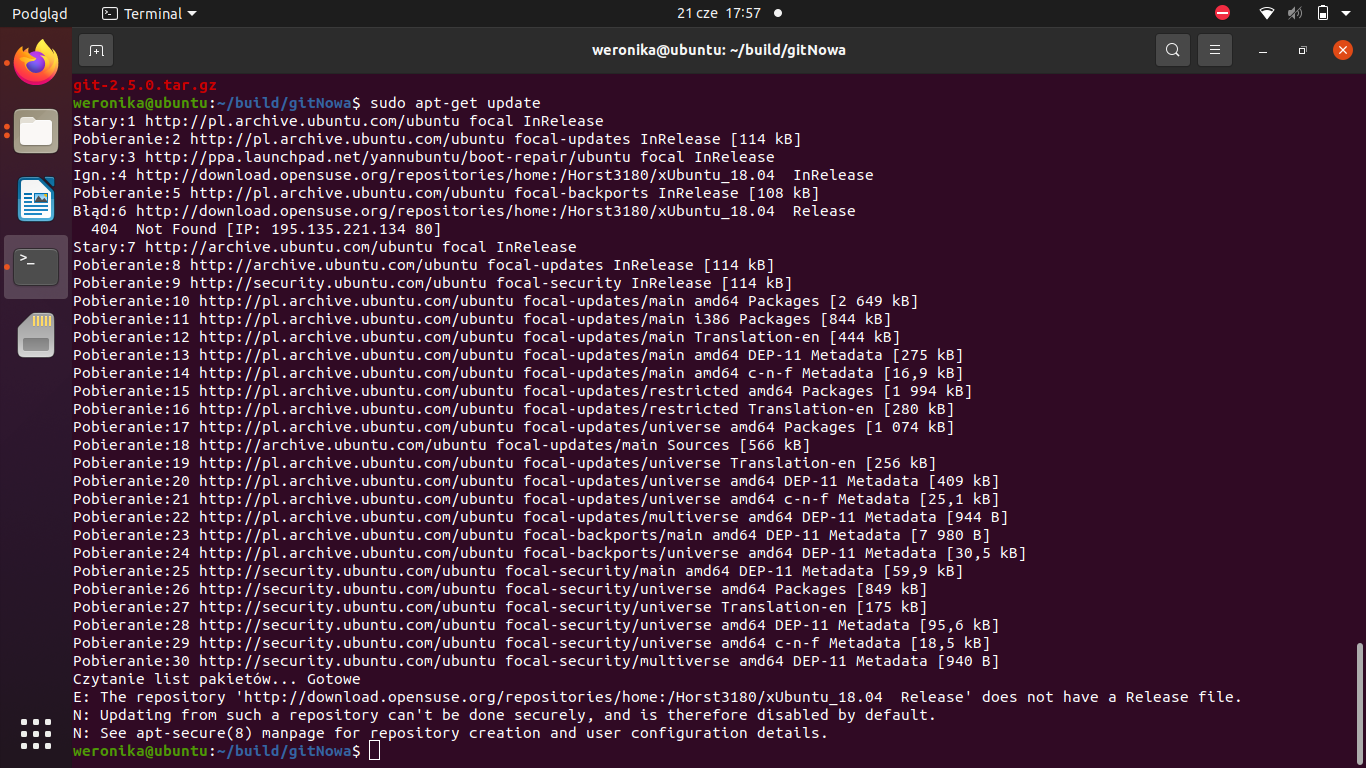 Podgląd
Terminal
21 cze 17:57
weronika@ubuntu: ~/build/gitNowa
git-2.5.0.tar.gz
weronika@ubuntu:~/build/gitNowa$ sudo apt-get update
Stary:1 http://pl.archive.ubuntu.com/ubuntu focal InRelease
Pobieranie:2 http://pl.archive.ubuntu.com/ubuntu focal-updates InRelease [114 kB]
Stary:3 http://ppa.launchpad.net/yannubuntu/boot-repair/ubuntu focal InRelease
Ign.:4 http://download.opensuse.org/repositories/home:/Horst3180/xUbuntu_18.04  InRelease
Pobieranie:5 http://pl.archive.ubuntu.com/ubuntu focal-backports InRelease [108 kB]
Błąd:6 http://download.opensuse.org/repositories/home:/Horst3180/xUbuntu_18.04  Release
  404  Not Found [IP: 195.135.221.134 80]
Stary:7 http://archive.ubuntu.com/ubuntu focal InRelease
Pobieranie:8 http://archive.ubuntu.com/ubuntu focal-updates InRelease [114 kB]
Pobieranie:9 http://security.ubuntu.com/ubuntu focal-security InRelease [114 kB]
Pobieranie:10 http://pl.archive.ubuntu.com/ubuntu focal-updates/main amd64 Packages [2 649 kB]
Pobieranie:11 http://pl.archive.ubuntu.com/ubuntu focal-updates/main i386 Packages [844 kB]
Pobieranie:12 http://pl.archive.ubuntu.com/ubuntu focal-updates/main Translation-en [444 kB]
Pobieranie:13 http://pl.archive.ubuntu.com/ubuntu focal-updates/main amd64 DEP-11 Metadata [275 kB]
Pobieranie:14 http://pl.archive.ubuntu.com/ubuntu focal-updates/main amd64 c-n-f Metadata [16,9 kB]
Pobieranie:15 http://pl.archive.ubuntu.com/ubuntu focal-updates/restricted amd64 Packages [1 994 kB]
Pobieranie:16 http://pl.archive.ubuntu.com/ubuntu focal-updates/restricted Translation-en [280 kB]
Pobieranie:17 http://pl.archive.ubuntu.com/ubuntu focal-updates/universe amd64 Packages [1 074 kB]
Pobieranie:18 http://archive.ubuntu.com/ubuntu focal-updates/main Sources [566 kB]
Pobieranie:19 http://pl.archive.ubuntu.com/ubuntu focal-updates/universe Translation-en [256 kB]
Pobieranie:20 http://pl.archive.ubuntu.com/ubuntu focal-updates/universe amd64 DEP-11 Metadata [409 kB]
Pobieranie:21 http://pl.archive.ubuntu.com/ubuntu focal-updates/universe amd64 c-n-f Metadata [25,1 kB]
Pobieranie:22 http://pl.archive.ubuntu.com/ubuntu focal-updates/multiverse amd64 DEP-11 Metadata [944 B]
Pobieranie:23 http://pl.archive.ubuntu.com/ubuntu focal-backports/main amd64 DEP-11 Metadata [7 980 B]
Pobieranie:24 http://pl.archive.ubuntu.com/ubuntu focal-backports/universe amd64 DEP-11 Metadata [30,5 kB]
Pobieranie:25 http://security.ubuntu.com/ubuntu focal-security/main amd64 DEP-11 Metadata [59,9 kB]
Pobieranie:26 http://security.ubuntu.com/ubuntu focal-security/universe amd64 Packages [849 kB]
Pobieranie:27 http://security.ubuntu.com/ubuntu focal-security/universe Translation-en [175 kB]
Pobieranie:28 http://security.ubuntu.com/ubuntu focal-security/universe amd64 DEP-11 Metadata [95,6 kB]
Pobieranie:29 http://security.ubuntu.com/ubuntu focal-security/universe amd64 c-n-f Metadata [18,5 kB]
Pobieranie:30 http://security.ubuntu.com/ubuntu focal-security/multiverse amd64 DEP-11 Metadata [940 B]
Czytanie list pakietów... Gotowe
E: The repository 'http://download.opensuse.org/repositories/home:/Horst3180/xUbuntu_18.04  Release' does not have a Release file.
N: Updating from such a repository can't be done securely, and is therefore disabled by default.
N: See apt-secure(8) manpage for repository creation and user configuration details.
weronika@ubuntu:~/build/gitNowa$